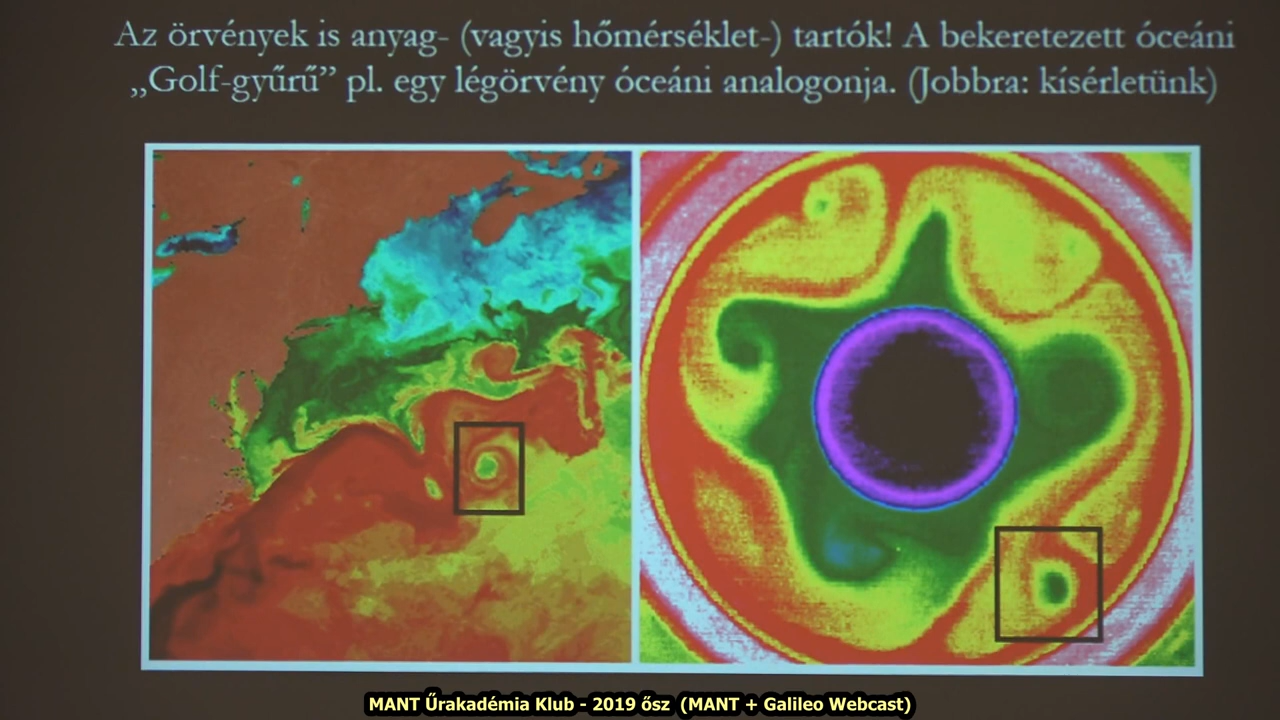 Az örvények is anyag- (vagyis hőmérséklet-) tartók! A bekeretezett óceáni
„Golf-gyűrű” pl. egy légörvény óceáni analogonja. (Jobbra: kísérletünk)
MANT Űrakadémia Klub - 2019 ősz (MANT + Galileo Webcast)